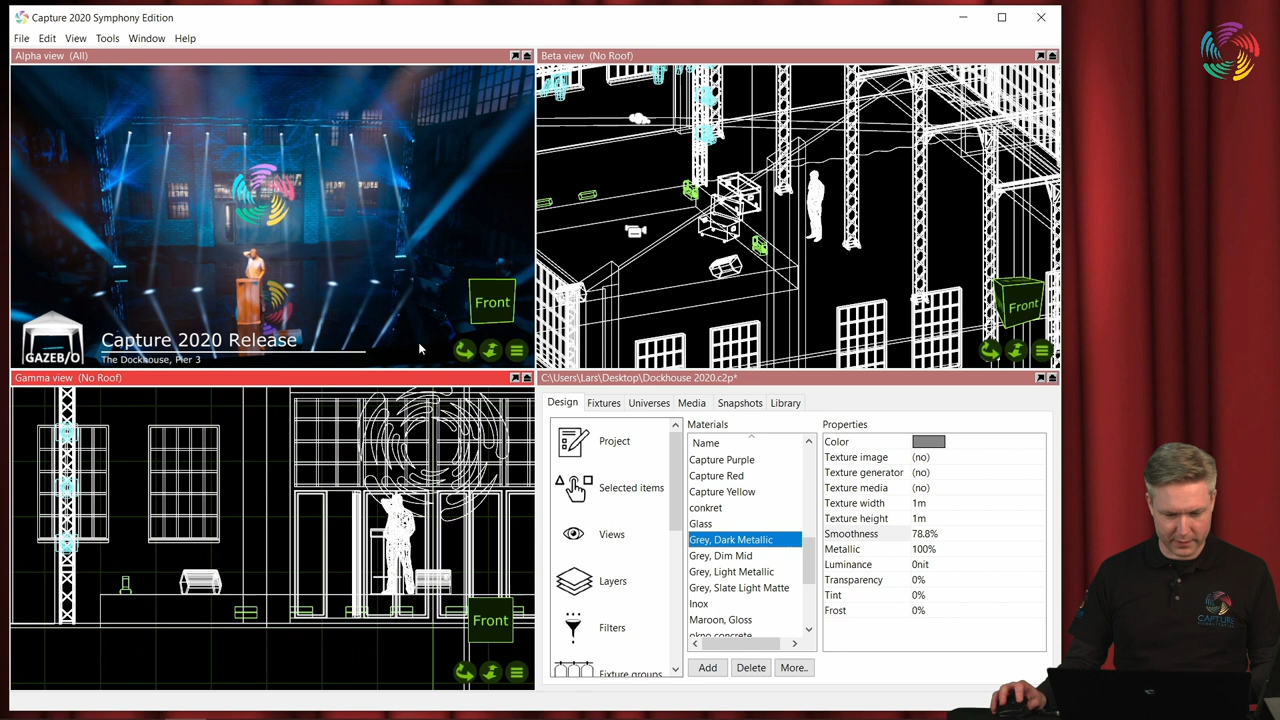 Capture 2020 Symphony Edition
File Edit View Tools Window Help
Alpha view (All)
Front
GAZEB/O
Capture 2020 Release
The Dockhouse, Pier 3
Beta view (No Roof)
Front
Gamma view (No Roof)
Front
C:\Users\Lars\Desktop\Dockhouse 2020.c2p*
Design Fixtures Universes Media Snapshots Library
Project
Selected items
Views
Layers
Filters
Fixture groups
Materials
Name
Capture Purple
Capture Red
Capture Yellow
conkret
Glass
Grey, Dark Metallic
Grey, Dim Mid
Grey, Light Metallic
Grey, Slate Light Matte
Inox
Maroon, Gloss
okno concrete
Add Delete More..
Properties
Color
Texture image (no)
Texture generator (no)
Texture media (no)
Texture width 1m
Texture height 1m
Smoothness 78.8%
Metallic 100%
Luminance 0nit
Transparency 0%
Tint 0%
Frost 0%
CAPTURE